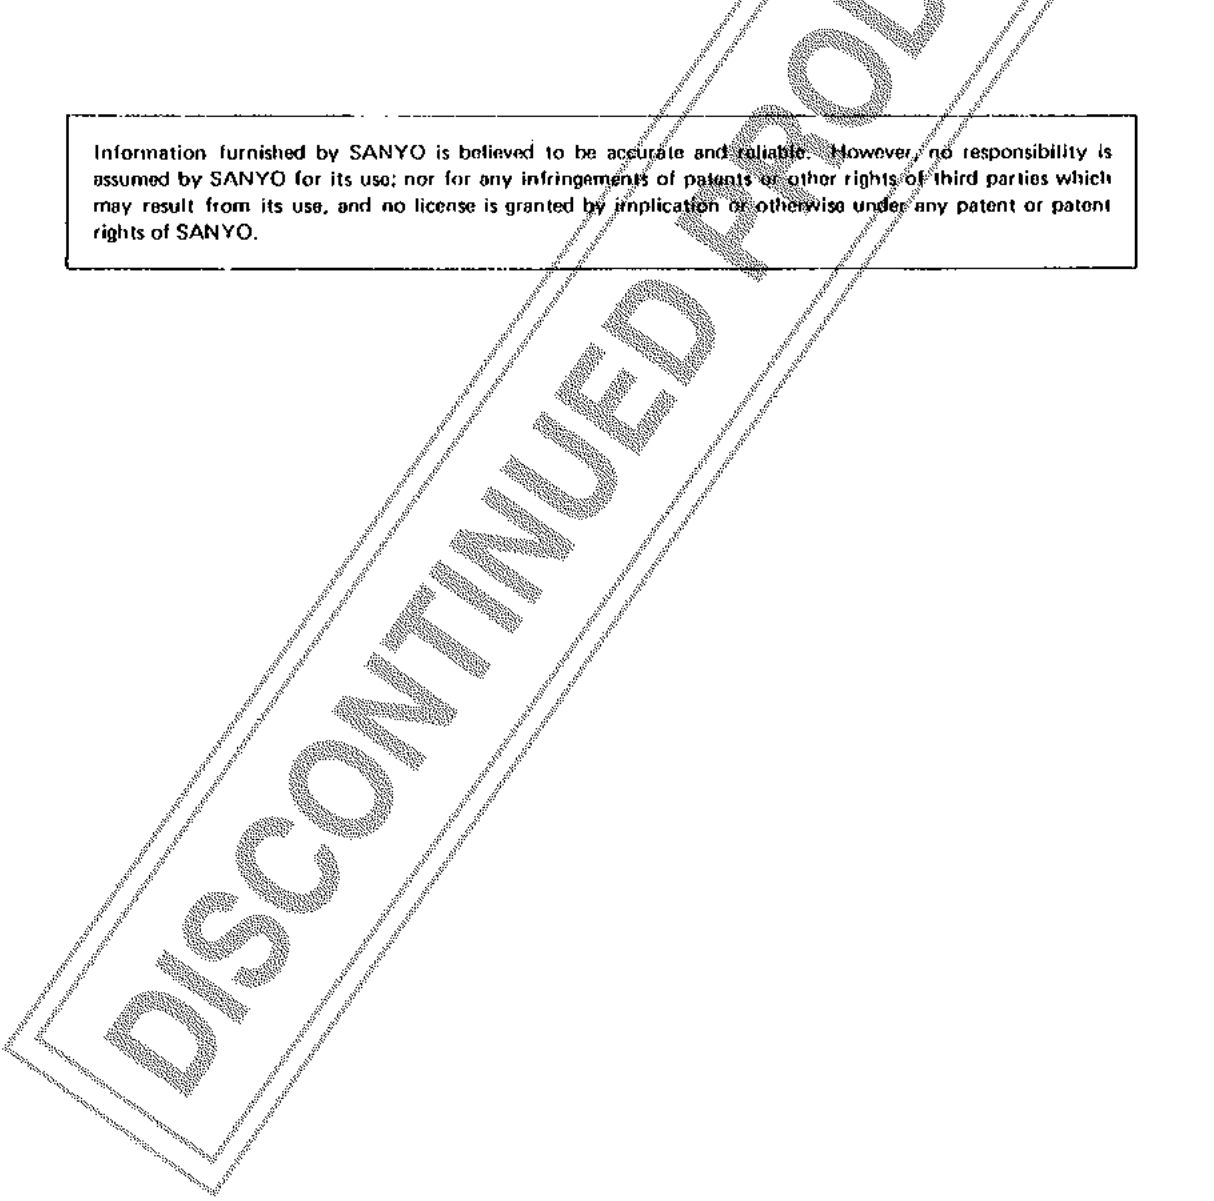 Information furnished by SANYO is believed to be accurate and reliable. However, no responsibility is
assumed by SANYO for its use; nor for any infringements of patents or other rights of third parties which
may result from its use, and no license is granted by implication or otherwise under any patent or patent
rights of SANYO.
DISCONTINUED PROD